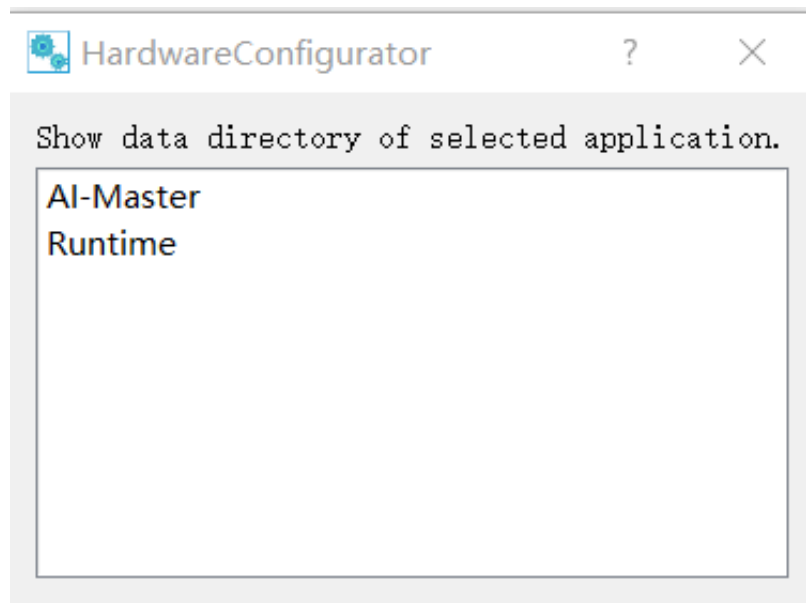 HardwareConfigurator ?
Show data directory of selected application.
AI-Master
Runtime